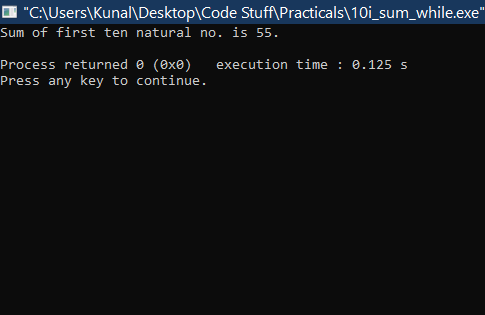 "C:\Users\Kunal\Desktop\Code Stuff\Practicals\10i_sum_while.exe"
Sum of first ten natural no. is 55.
Process returned 0 (0x0)   execution time : 0.125 s
Press any key to continue.